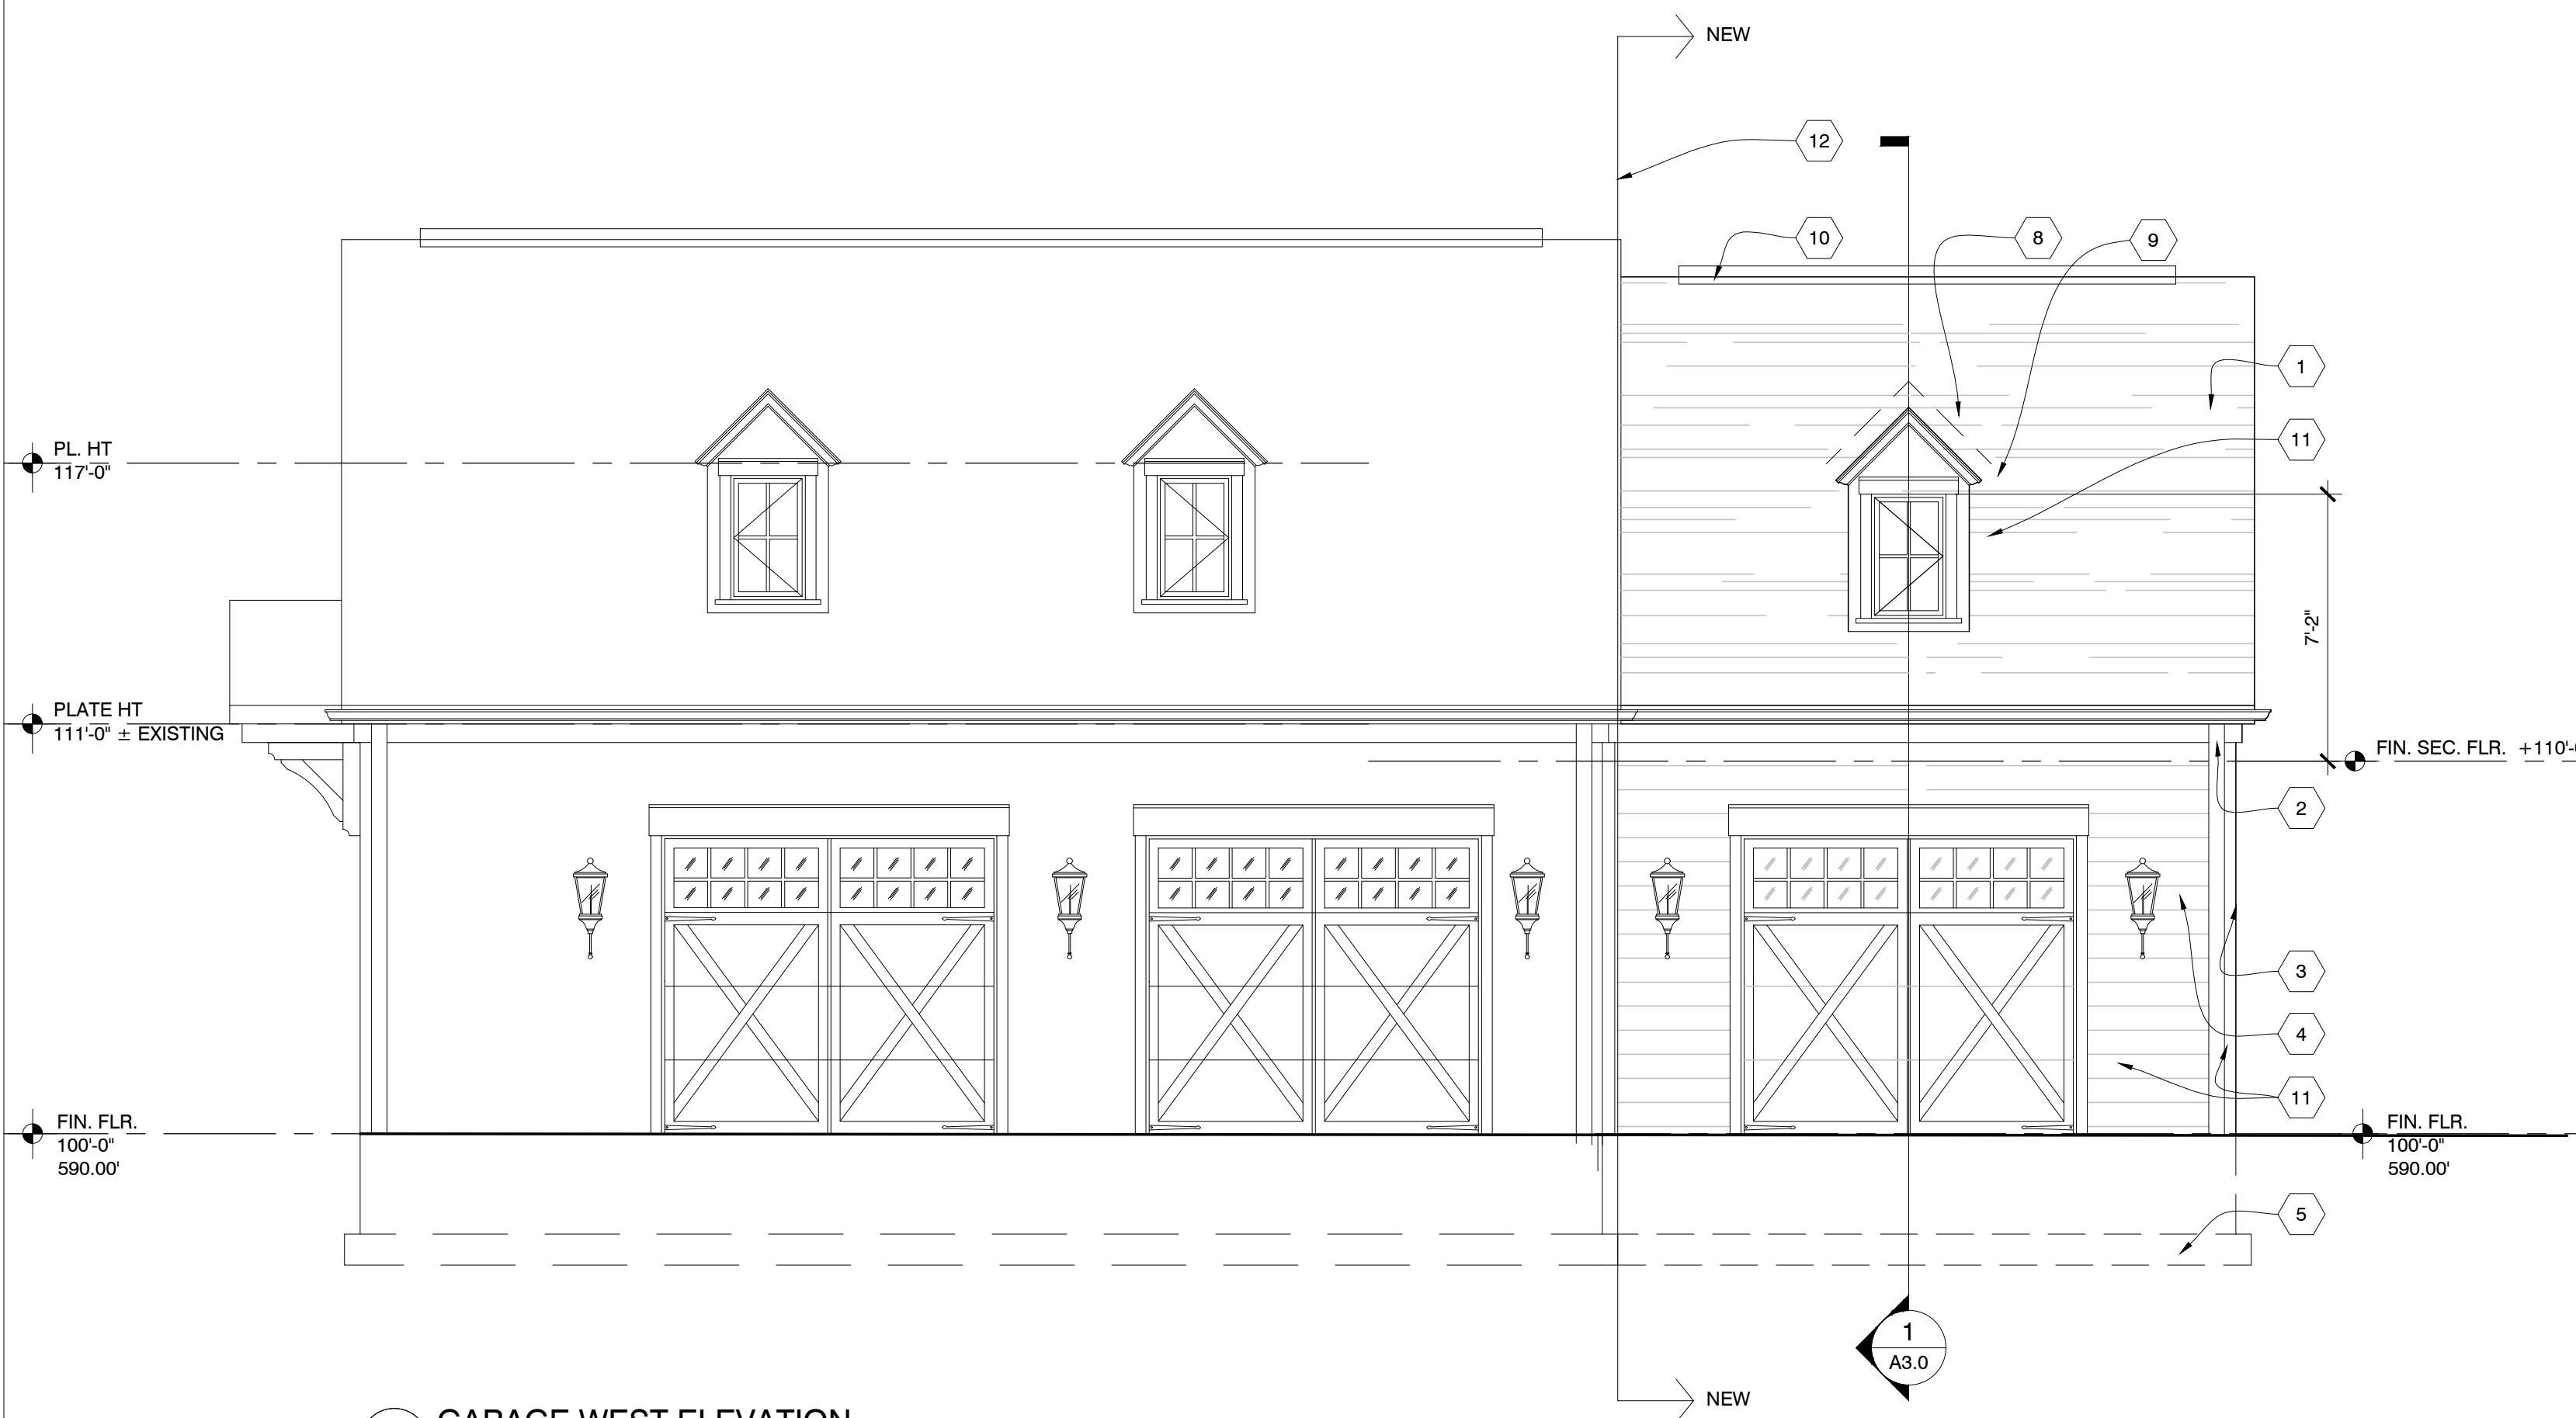 NEW
12
10
8
9
1
11
PL. HT
117'-0"
7'-2"
PLATE HT
111'-0" ± EXISTING
FIN. SEC. FLR. +110'-
2
3
4
11
FIN. FLR.
100'-0"
590.00'
FIN. FLR.
100'-0"
590.00'
5
1
A3.0
NEW
GARAGE WEST ELEVATION